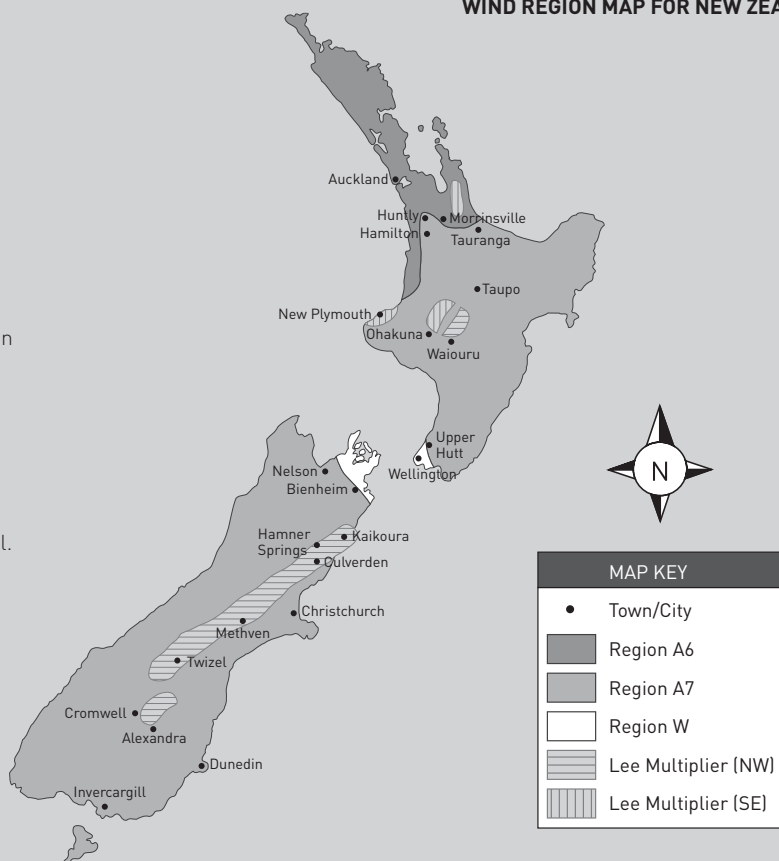 WIND REGION MAP FOR NEW ZEA
Auckland
Huntly
Morrinsville
Hamilton
Tauranga
Taupo
New Plymouth
Ohakuna
Waiouru
n
Upper
Hutt
Wellington
Nelson
Bienheim
N
l.
Hamner
Springs
Kaikoura
Culverden
Christchurch
Methven
Twizel
Cromwell
Alexandra
Dunedin
Invercargill
MAP KEY
Town/City
Region A6
Region A7
Region W
Lee Multiplier (NW)
Lee Multiplier (SE)